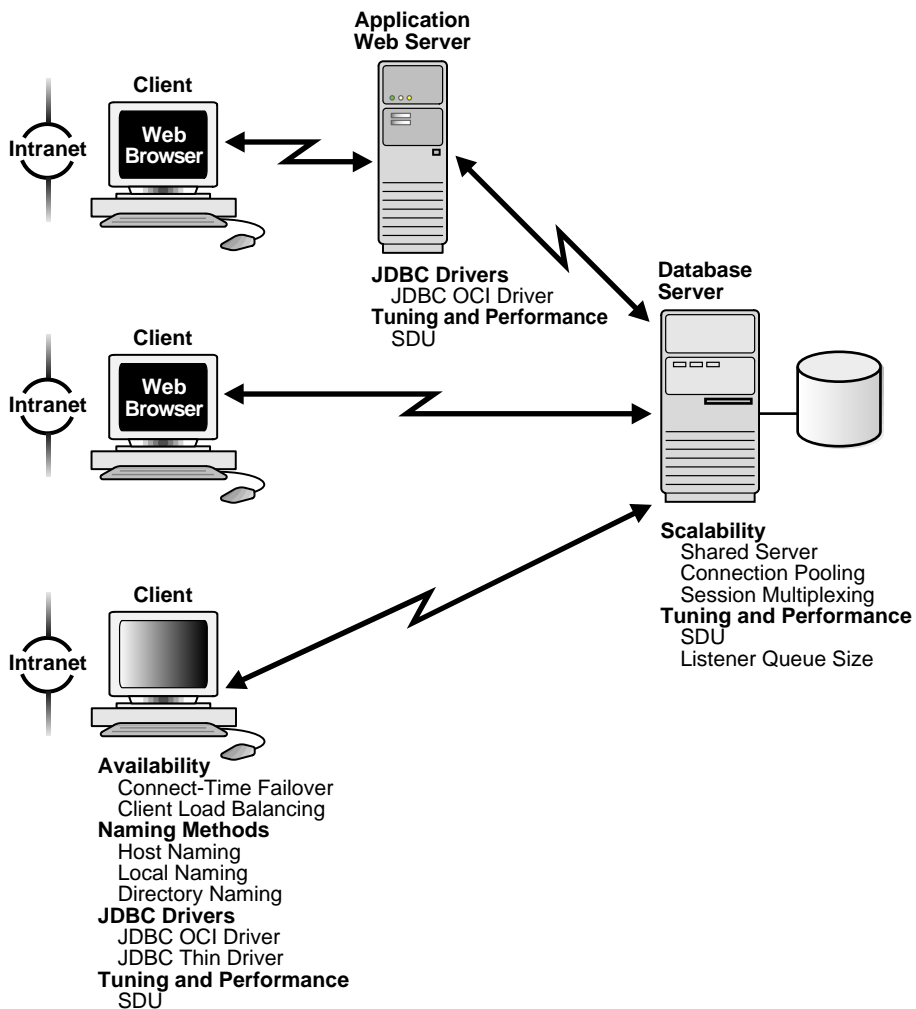 Application
Web Server
Client
Intranet
Web
Browser
JDBC Drivers
JDBC OCI Driver
Tuning and Performance
SDU
Database
Server
Client
Intranet
Web
Browser
Scalability
Shared Server
Connection Pooling
Session Multiplexing
Tuning and Performance
SDU
Listener Queue Size
Client
Intranet
Availability
Connect-Time Failover
Client Load Balancing
Naming Methods
Host Naming
Local Naming
Directory Naming
JDBC Drivers
JDBC OCI Driver
JDBC Thin Driver
Tuning and Performance
SDU